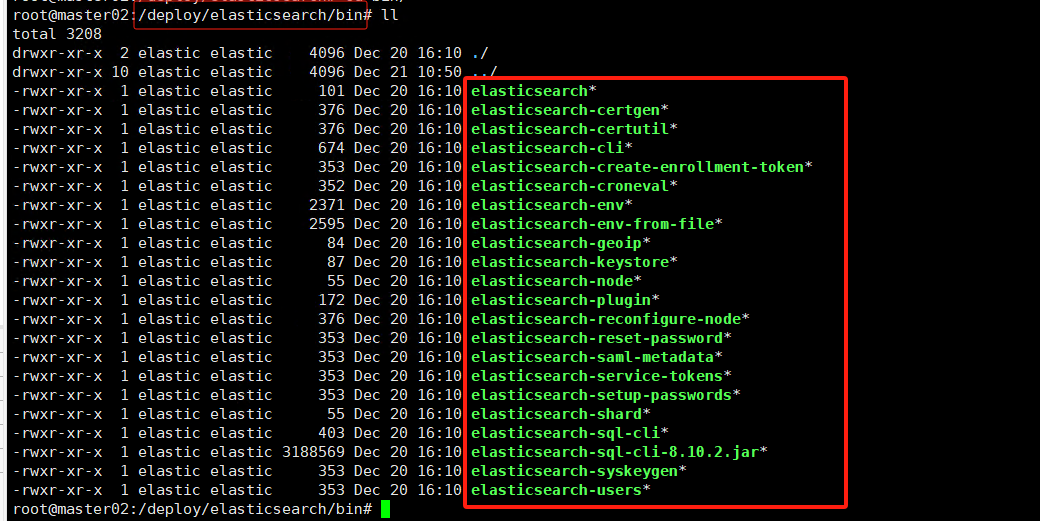 root@master02:/deploy/elasticsearch/bin# ll
total 3208
drwxr-xr-x  2 elastic elastic    4096 Dec 20 16:10 ./
drwxr-xr-x 10 elastic elastic    4096 Dec 21 10:50 ../
-rwxr-xr-x  1 elastic elastic     101 Dec 20 16:10 elasticsearch*
-rwxr-xr-x  1 elastic elastic     376 Dec 20 16:10 elasticsearch-certgen*
-rwxr-xr-x  1 elastic elastic     376 Dec 20 16:10 elasticsearch-certutil*
-rwxr-xr-x  1 elastic elastic     674 Dec 20 16:10 elasticsearch-cli*
-rwxr-xr-x  1 elastic elastic     353 Dec 20 16:10 elasticsearch-create-enrollment-token*
-rwxr-xr-x  1 elastic elastic     352 Dec 20 16:10 elasticsearch-croneval*
-rwxr-xr-x  1 elastic elastic    2371 Dec 20 16:10 elasticsearch-env*
-rwxr-xr-x  1 elastic elastic    2595 Dec 20 16:10 elasticsearch-env-from-file*
-rwxr-xr-x  1 elastic elastic      84 Dec 20 16:10 elasticsearch-geoip*
-rwxr-xr-x  1 elastic elastic      87 Dec 20 16:10 elasticsearch-keystore*
-rwxr-xr-x  1 elastic elastic      55 Dec 20 16:10 elasticsearch-node*
-rwxr-xr-x  1 elastic elastic     172 Dec 20 16:10 elasticsearch-plugin*
-rwxr-xr-x  1 elastic elastic     376 Dec 20 16:10 elasticsearch-reconfigure-node*
-rwxr-xr-x  1 elastic elastic     353 Dec 20 16:10 elasticsearch-reset-password*
-rwxr-xr-x  1 elastic elastic     353 Dec 20 16:10 elasticsearch-saml-metadata*
-rwxr-xr-x  1 elastic elastic     353 Dec 20 16:10 elasticsearch-service-tokens*
-rwxr-xr-x  1 elastic elastic     353 Dec 20 16:10 elasticsearch-setup-passwords*
-rwxr-xr-x  1 elastic elastic      55 Dec 20 16:10 elasticsearch-shard*
-rwxr-xr-x  1 elastic elastic     403 Dec 20 16:10 elasticsearch-sql-cli*
-rwxr-xr-x  1 elastic elastic 3188569 Dec 20 16:10 elasticsearch-sql-cli-8.10.2.jar*
-rwxr-xr-x  1 elastic elastic     353 Dec 20 16:10 elasticsearch-syskeygen*
-rwxr-xr-x  1 elastic elastic     353 Dec 20 16:10 elasticsearch-users*
root@master02:/deploy/elasticsearch/bin#